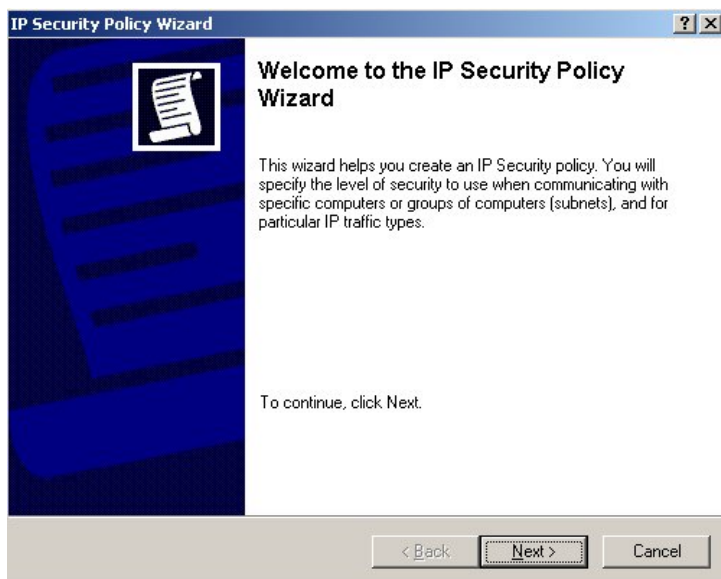 IP Security Policy Wizard
Welcome to the IP Security Policy
Wizard
This wizard helps you create an IP Security policy. You will
specify the level of security to use when communicating with
specific computers or groups of computers (subnets), and for
particular IP traffic types.
To continue, click Next.
< Back
Next >
Cancel